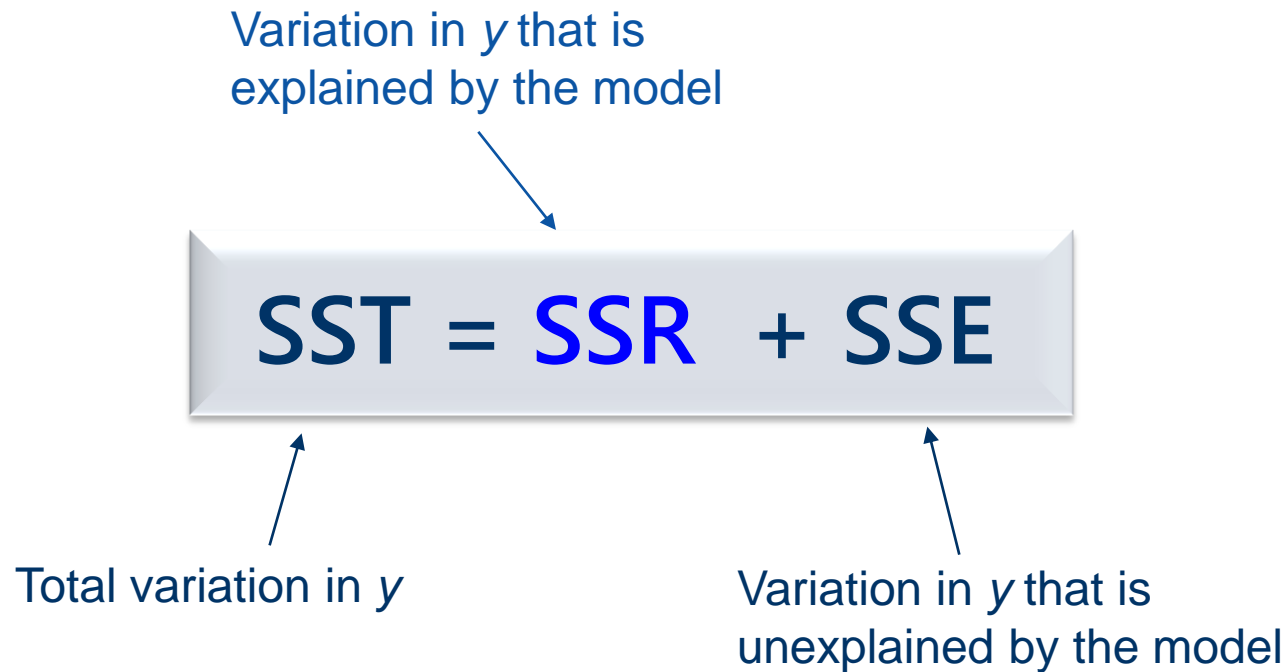 Variation in y that is
explained by the model
SST = SSR + SSE
Total variation in y
Variation in y that is
unexplained by the model